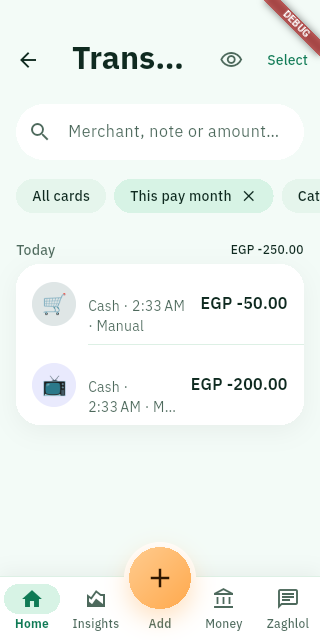 DEBUG
Trans...
Select
Merchant, note or amount...
All cards
This pay month
Cat
Today
EGP -250.00
Cash · 2:33 AM
· Manual
EGP -50.00
Cash ·
2:33 AM · M...
EGP -200.00
Home
Insights
Add
Money
Zaghlol